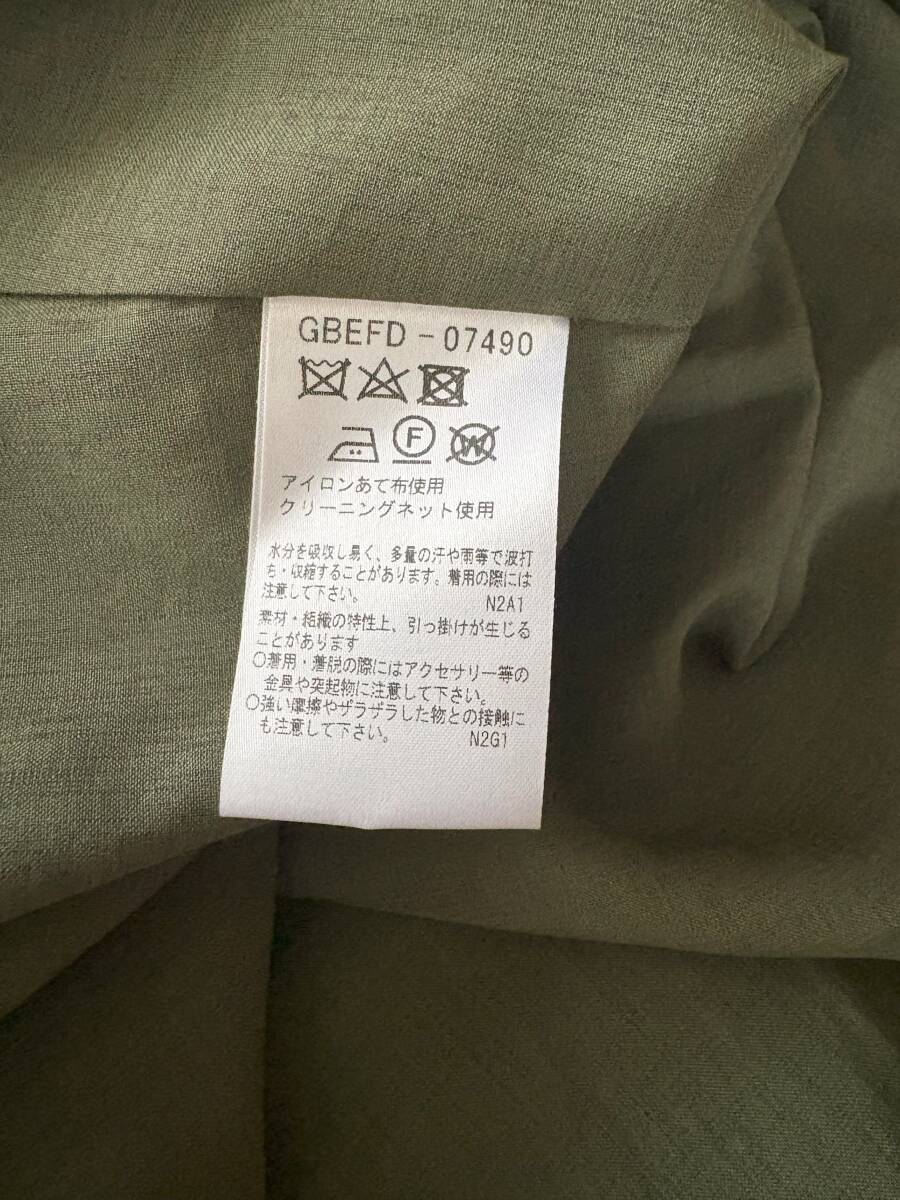 GBEFD-07490
F W
アイロンあて布使用
クリーニングネット使用
水分を吸収し易く、多量の汗や雨等で波打
ち・収縮することがあります。着用の際には
注意して下さい。 N2A1
素材・組織の特性上、引っ掛けが生じる
ことがあります
○着用・着脱の際にはアクセサリー等の
金具や突起物に注意して下さい。
○強い摩擦やザラザラした物との接触に
も注意して下さい。 N2G1